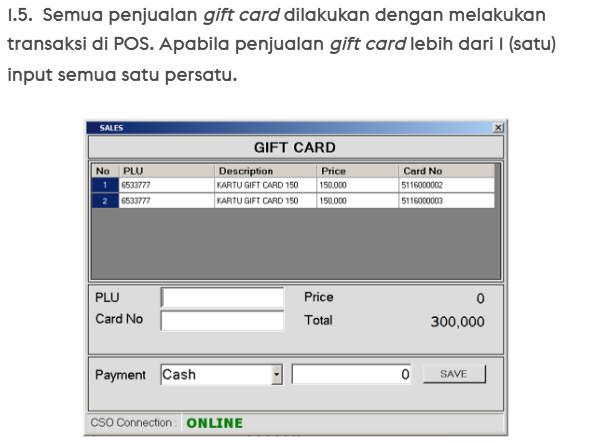 1.5. Semua penjualan gift card dilakukan dengan melakukan
transaksi di POS. Apabila penjualan gift card lebih dari 1 (satu)
input semua satu persatu.
SALES
GIFT CARD
No PLU Description Price Card No
1 6533777 KARTU GIFT CARD 150 150,000 5116000002
2 6533777 KARTU GIFT CARD 150 150,000 5116000003
PLU Price 0
Card No Total 300,000
Payment Cash 0 SAVE
CSO Connection : ONLINE